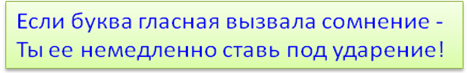 Если буква гласная вызвала сомнение -
Ты ее немедленно ставь под ударение!